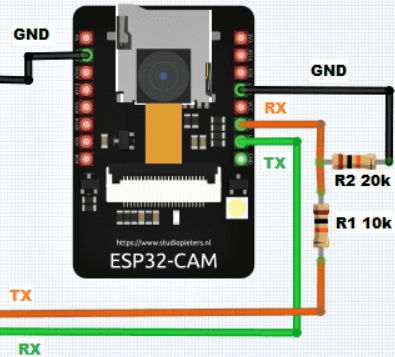 GND
GND
RX
TX
R2 20k
R1 10k
https://www.studiopieters.nl
ESP32-CAM
TX
RX